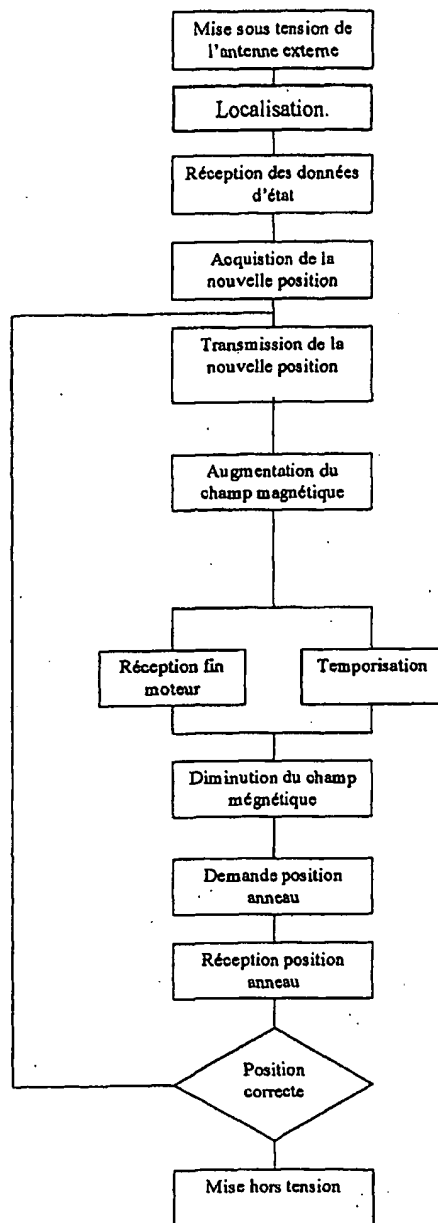 Mise sous tension de
l'antenne externe
Localisation.
Réception des données
d'état
Acquistion de la
nouvelle position
Transmission de la
nouvelle position
Augmentation du
champ magnétique
Réception fin
moteur
Temporisation
Diminution du champ
mégnétique
Demande position
anneau
Réception position
anneau
Position
correcte
Mise hors tension